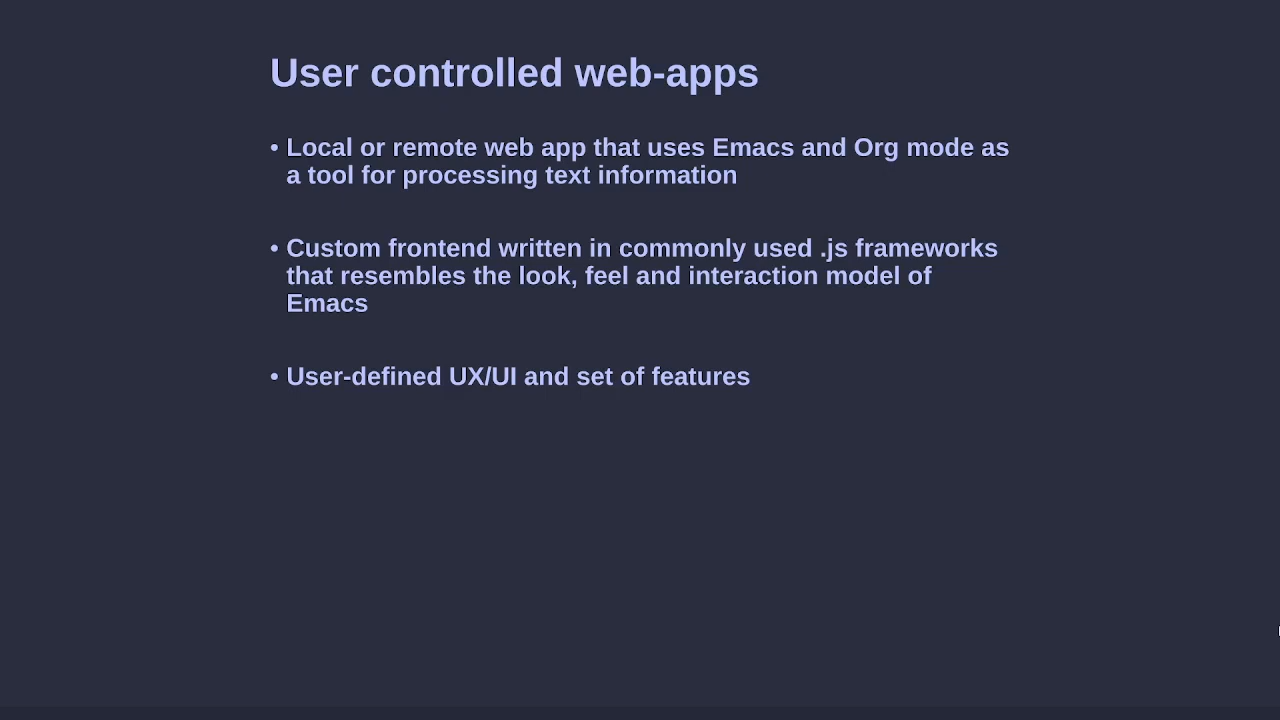 User controlled web-apps
• Local or remote web app that uses Emacs and Org mode as
a tool for processing text information
• Custom frontend written in commonly used .js frameworks
that resembles the look, feel and interaction model of
Emacs
• User-defined UX/UI and set of features